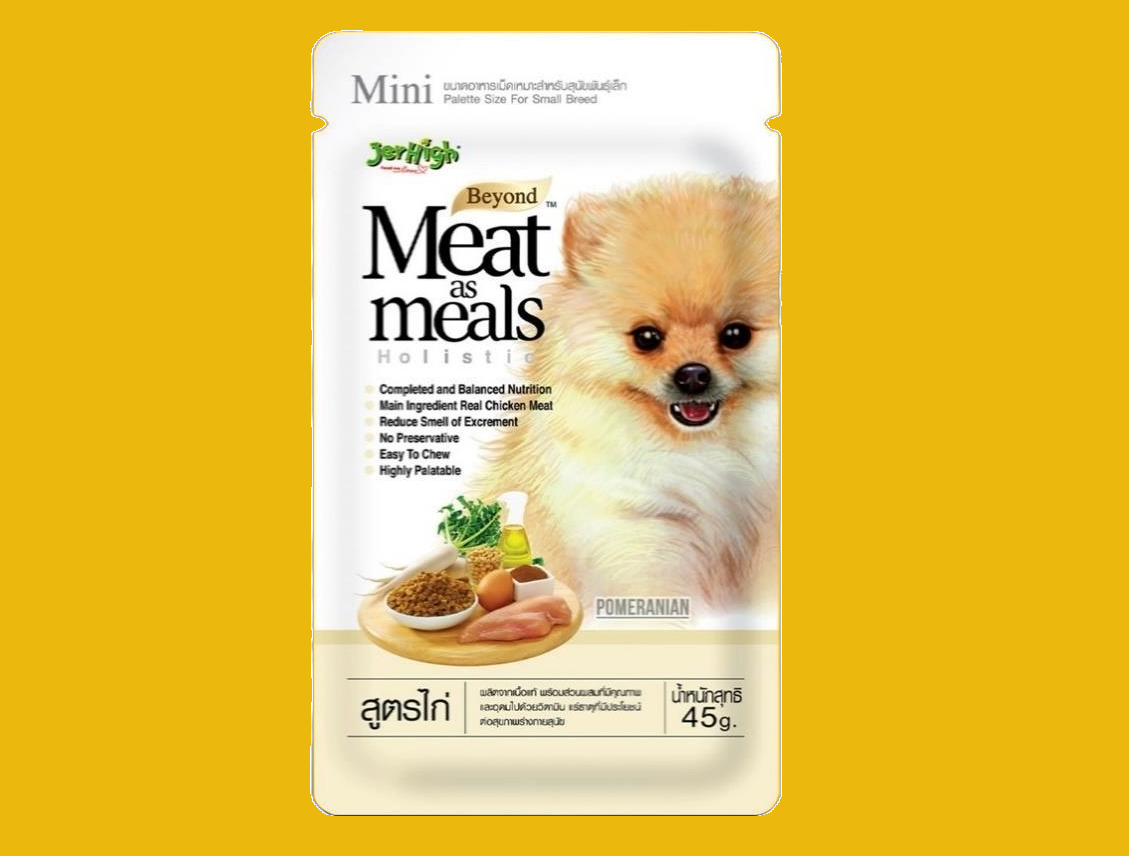 Mini
ขนาดอาหารเม็ดเหมาะสำหรับสุนัขพันธุ์เล็ก
Palette Size For Small Breed
JerHigh
Beyond
Meat™
as
meals
Holistic
Completed and Balanced Nutrition
Main Ingredient Real Chicken Meat
Reduce Smell of Excrement
No Preservative
Easy To Chew
Highly Palatable
POMERANIAN
สูตรไก่
ผลิตจากเนื้อแท้ พร้อมส่วนผสมที่มีคุณภาพ
และอุดมไปด้วยวิตามิน แร่ธาตุที่มีประโยชน์
ต่อสุขภาพร่างกายสุนัข
น้ำหนักสุทธิ
45g.